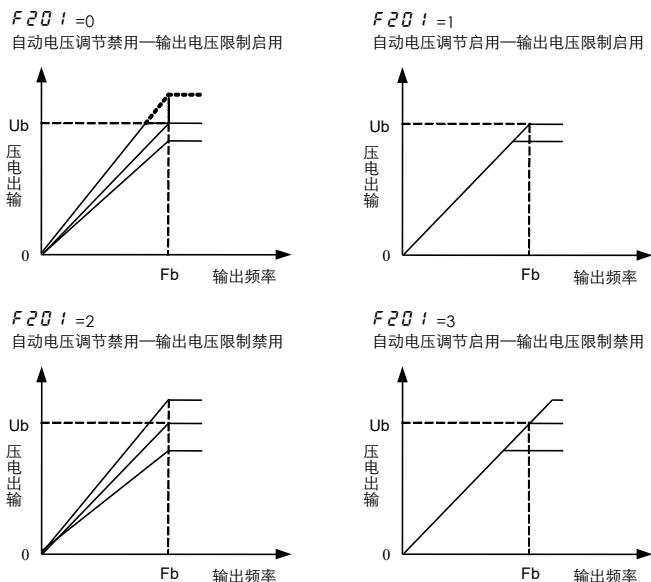 F201 =0
自动电压调节禁用—输出电压限制启用
Ub
压电出输
0
Fb
输出频率
F201 =1
自动电压调节启用—输出电压限制启用
Ub
压电出输
0
Fb
输出频率
F201 =2
自动电压调节禁用—输出电压限制禁用
Ub
压电出输
0
Fb
输出频率
F201 =3
自动电压调节启用—输出电压限制禁用
Ub
压电出输
0
Fb
输出频率